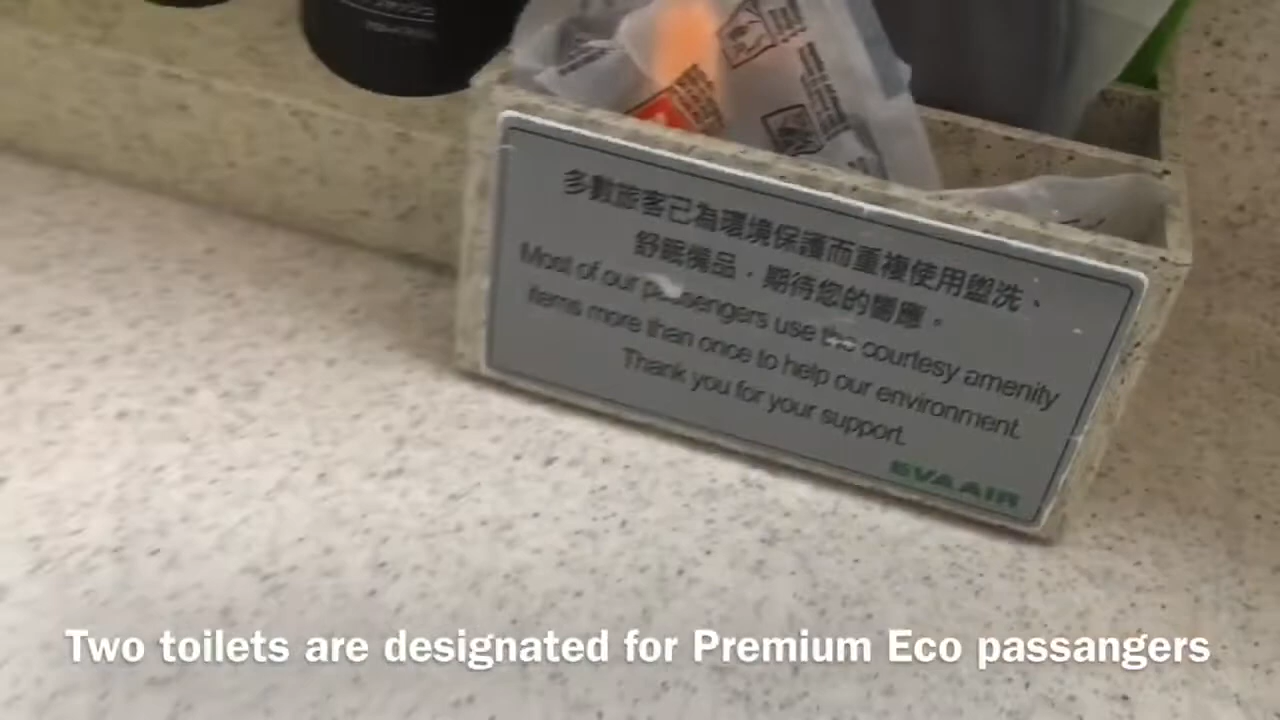 多數旅客已為環境保護而重複使用盥洗、
舒眠備品，期待您的響應。
Most of our passengers use the courtesy amenity
items more than once to help our environment.
Thank you for your support.
EVA AIR
Two toilets are designated for Premium Eco passangers